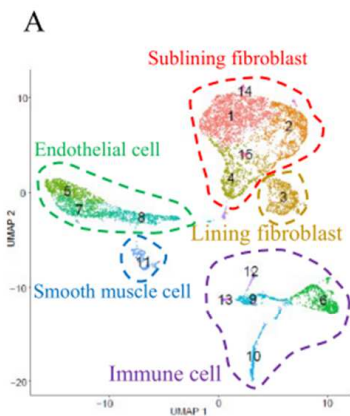 A
Sublining fibroblast
14
10
1
2
Endothelial cell
15
4
5
3
0
7
8
Lining fibroblast
UMAP 2
11
12
Smooth muscle cell
-10
13
9
6
10
Immune cell
-20
-10
0
10
UMAP 1